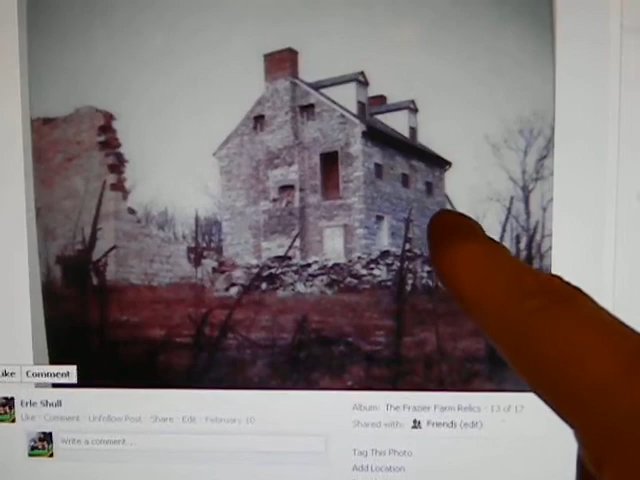 Like Comment
Erle Shull
Like · Comment · Unfollow Post · Share · Edit · February 10
Write a comment...
Album: The Frazier Farm Relics · 13 of 17
Shared with: Friends (edit)
Tag This Photo
Add Location